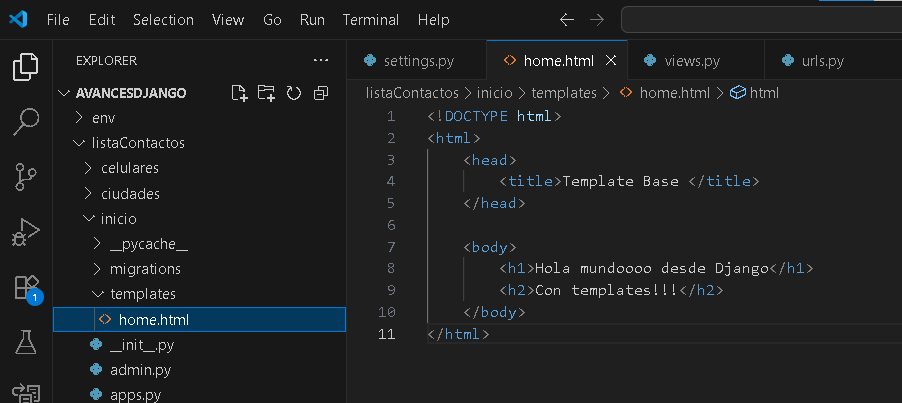 File Edit Selection View Go Run Terminal Help
EXPLORER ...
AVANCESDJANGO
env
listaContactos
celulares
ciudades
inicio
__pycache__
migrations
templates
home.html
__init__.py
admin.py
apps.py
1
settings.py home.html views.py urls.py
listaContactos > inicio > templates > home.html > html
1 <!DOCTYPE html>
2 <html>
3 <head>
4 <title>Template Base </title>
5 </head>
6
7 <body>
8 <h1>Hola mundoooo desde Django</h1>
9 <h2>Con templates!!!</h2>
10 </body>
11 </html>